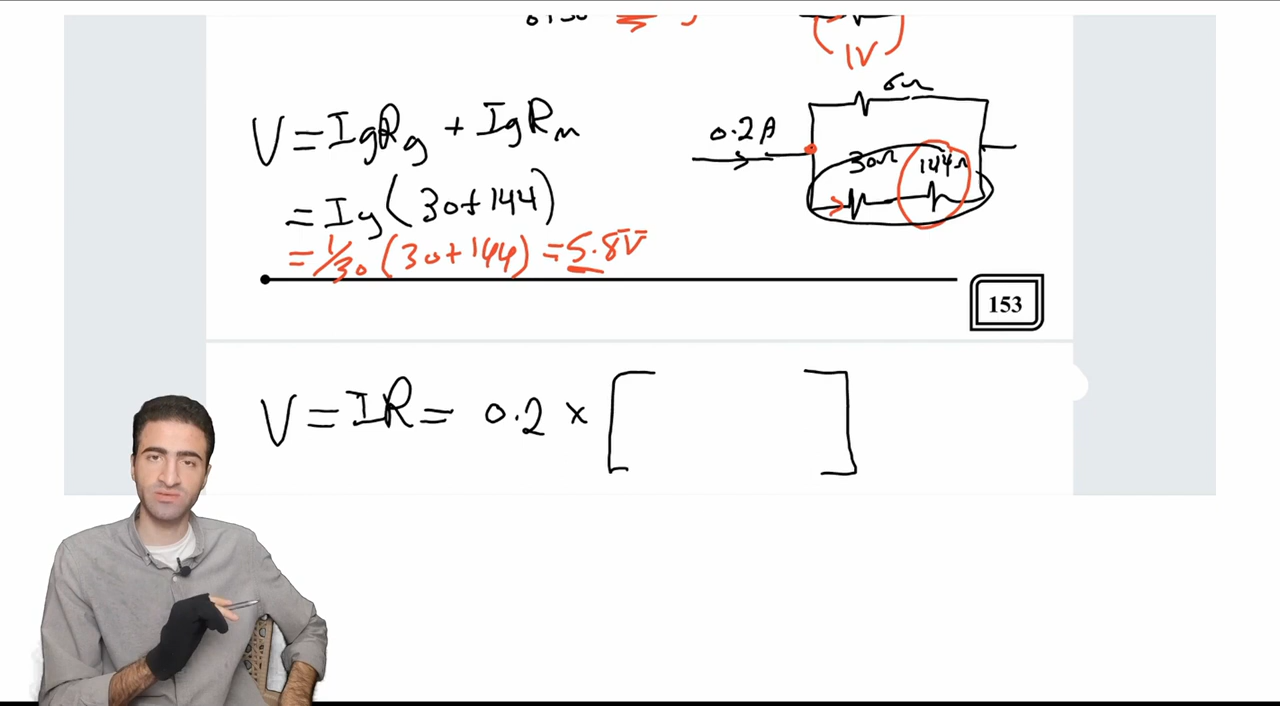 1V
6Ω
0.2A
30Ω 144Ω
V = IgRg + IgRm
= Ig (30+144)
= 1/30 (30+144) = 5.8V
153
V = IR = 0.2 × [ ]